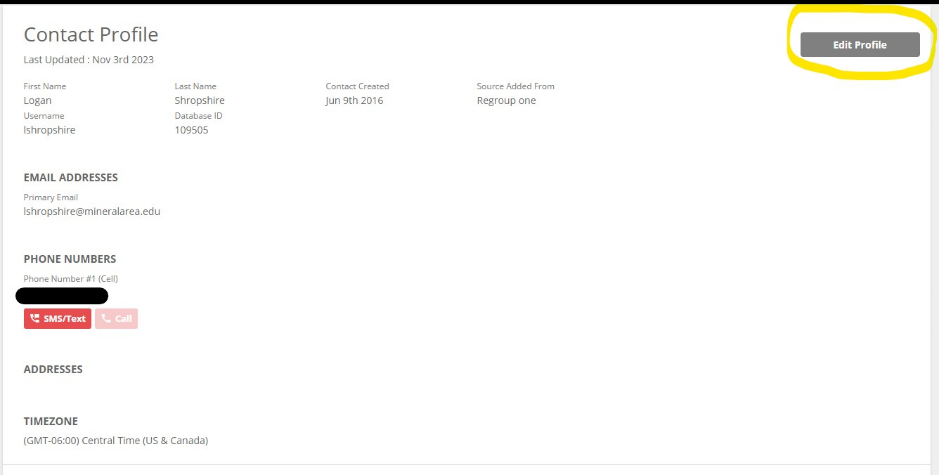 Contact Profile
Edit Profile
Last Updated : Nov 3rd 2023
First Name Last Name Contact Created Source Added From
Logan Shropshire Jun 9th 2016 Regroup one
Username Database ID
lshropshire 109505
EMAIL ADDRESSES
Primary Email
lshropshire@mineralarea.edu
PHONE NUMBERS
Phone Number #1 (Cell)
SMS/Text Call
ADDRESSES
TIMEZONE
(GMT-06:00) Central Time (US & Canada)